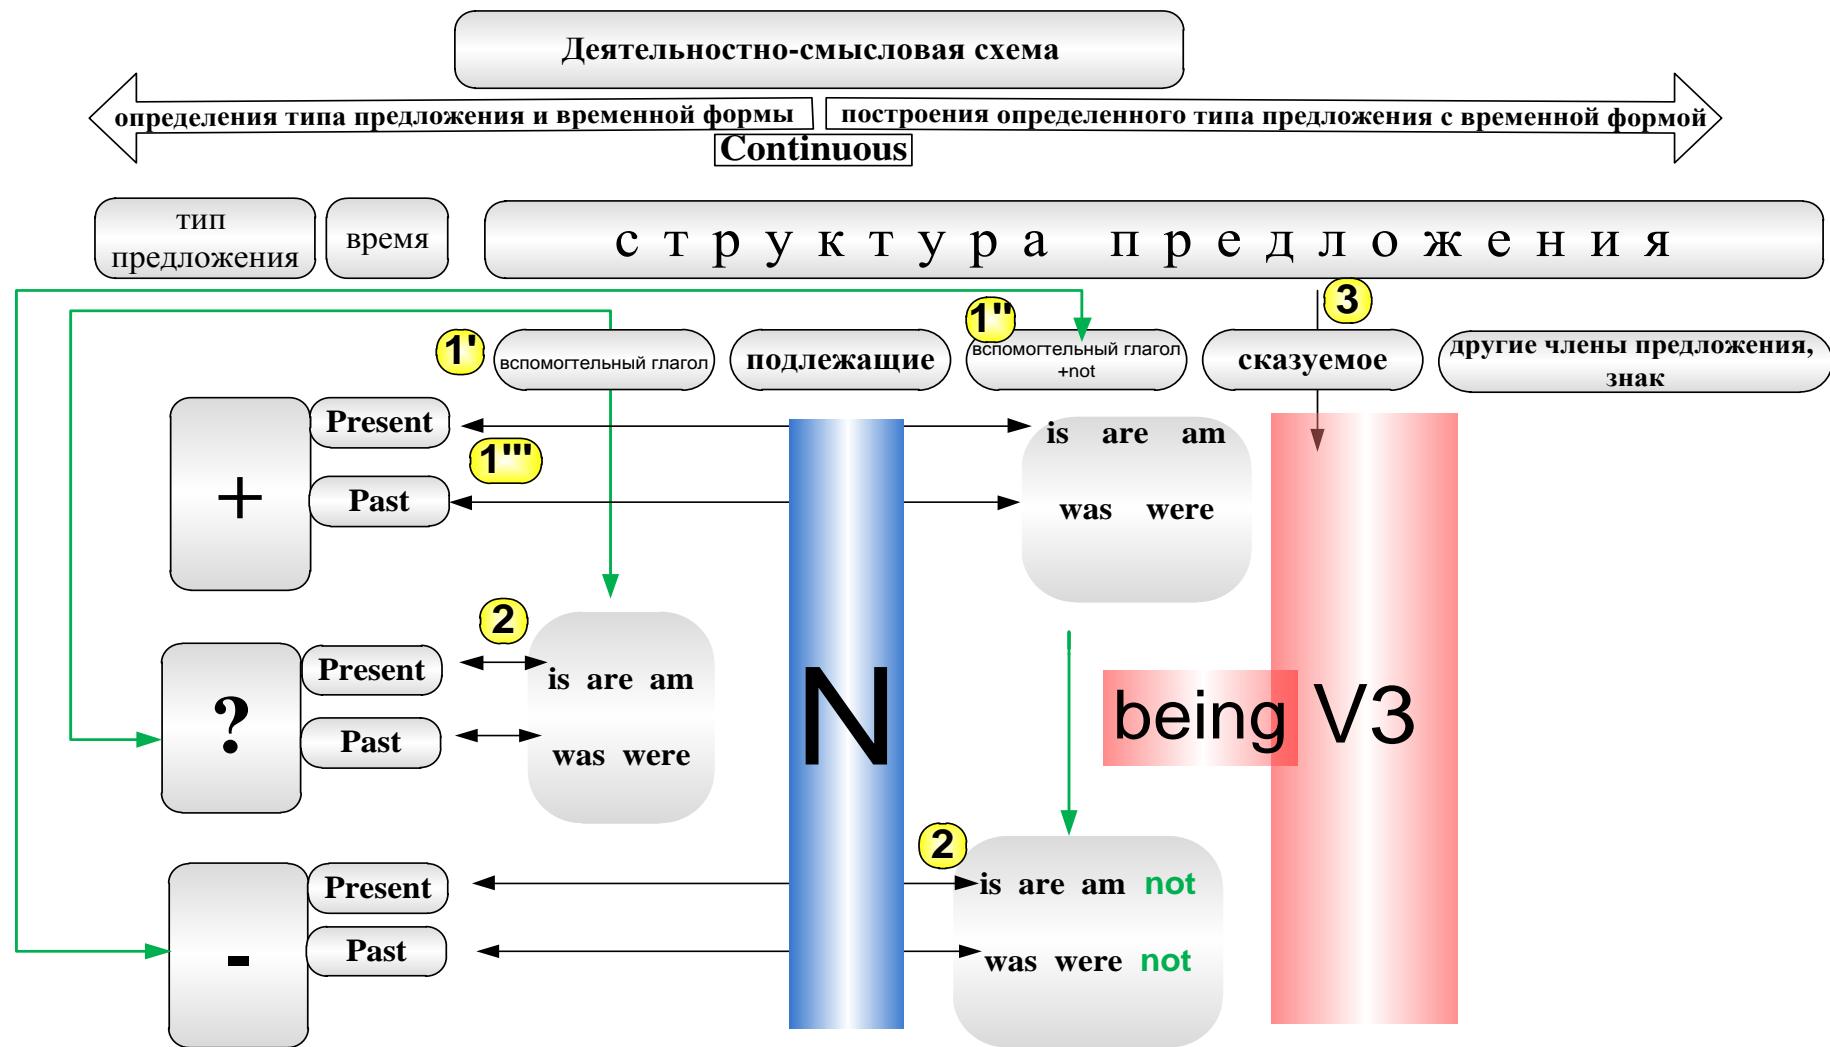 Деятельностно-смысловая схема
определения типа предложения и временной формы
построения определенного типа предложения с временной формой
Continuous
тип
предложения
время
структура предложения
1'
вспомогтельный глагол
подлежащие
1''
вспомогтельный глагол
+not
3
сказуемое
другие члены предложения,
знак
+
Present
1'''
Past
is are am
was were
?
Present
Past
2
is are am
was were
N
being V3
-
Present
Past
2
is are am not
was were not